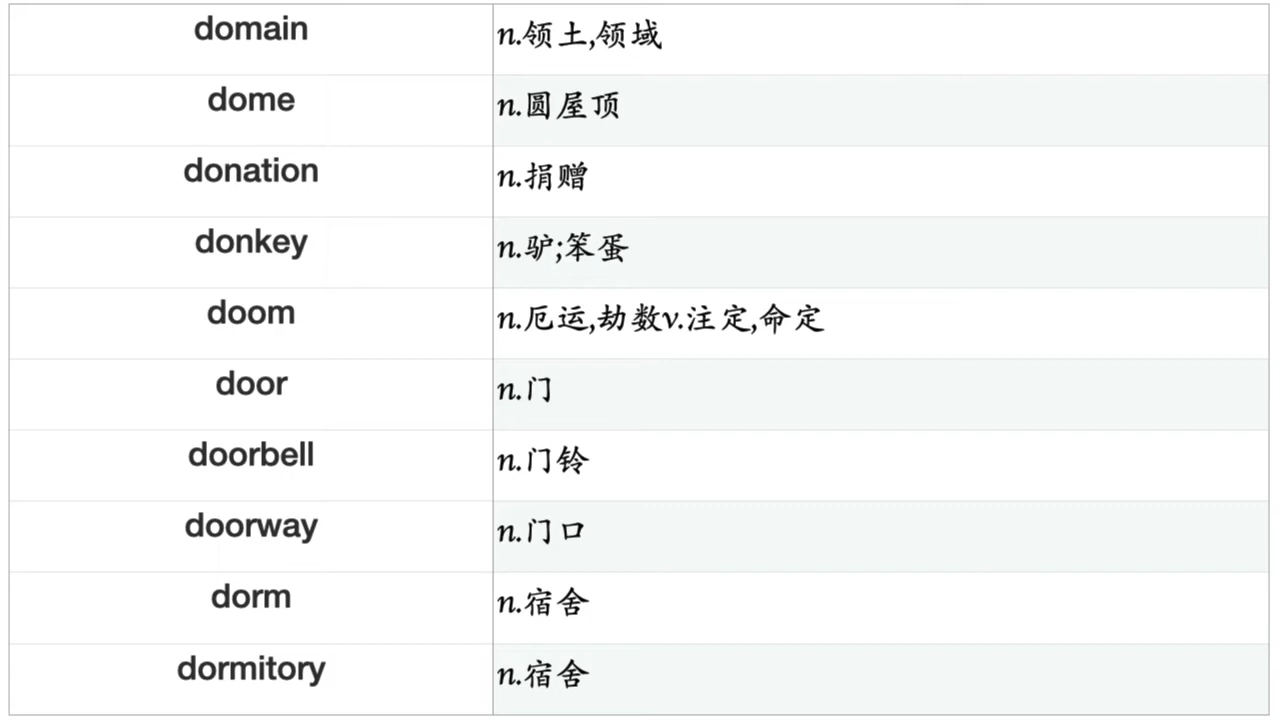 domain n.领土,领域
dome n.圆屋顶
donation n.捐赠
donkey n.驴;笨蛋
doom n.厄运,劫数v.注定,命定
door n.门
doorbell n.门铃
doorway n.门口
dorm n.宿舍
dormitory n.宿舍